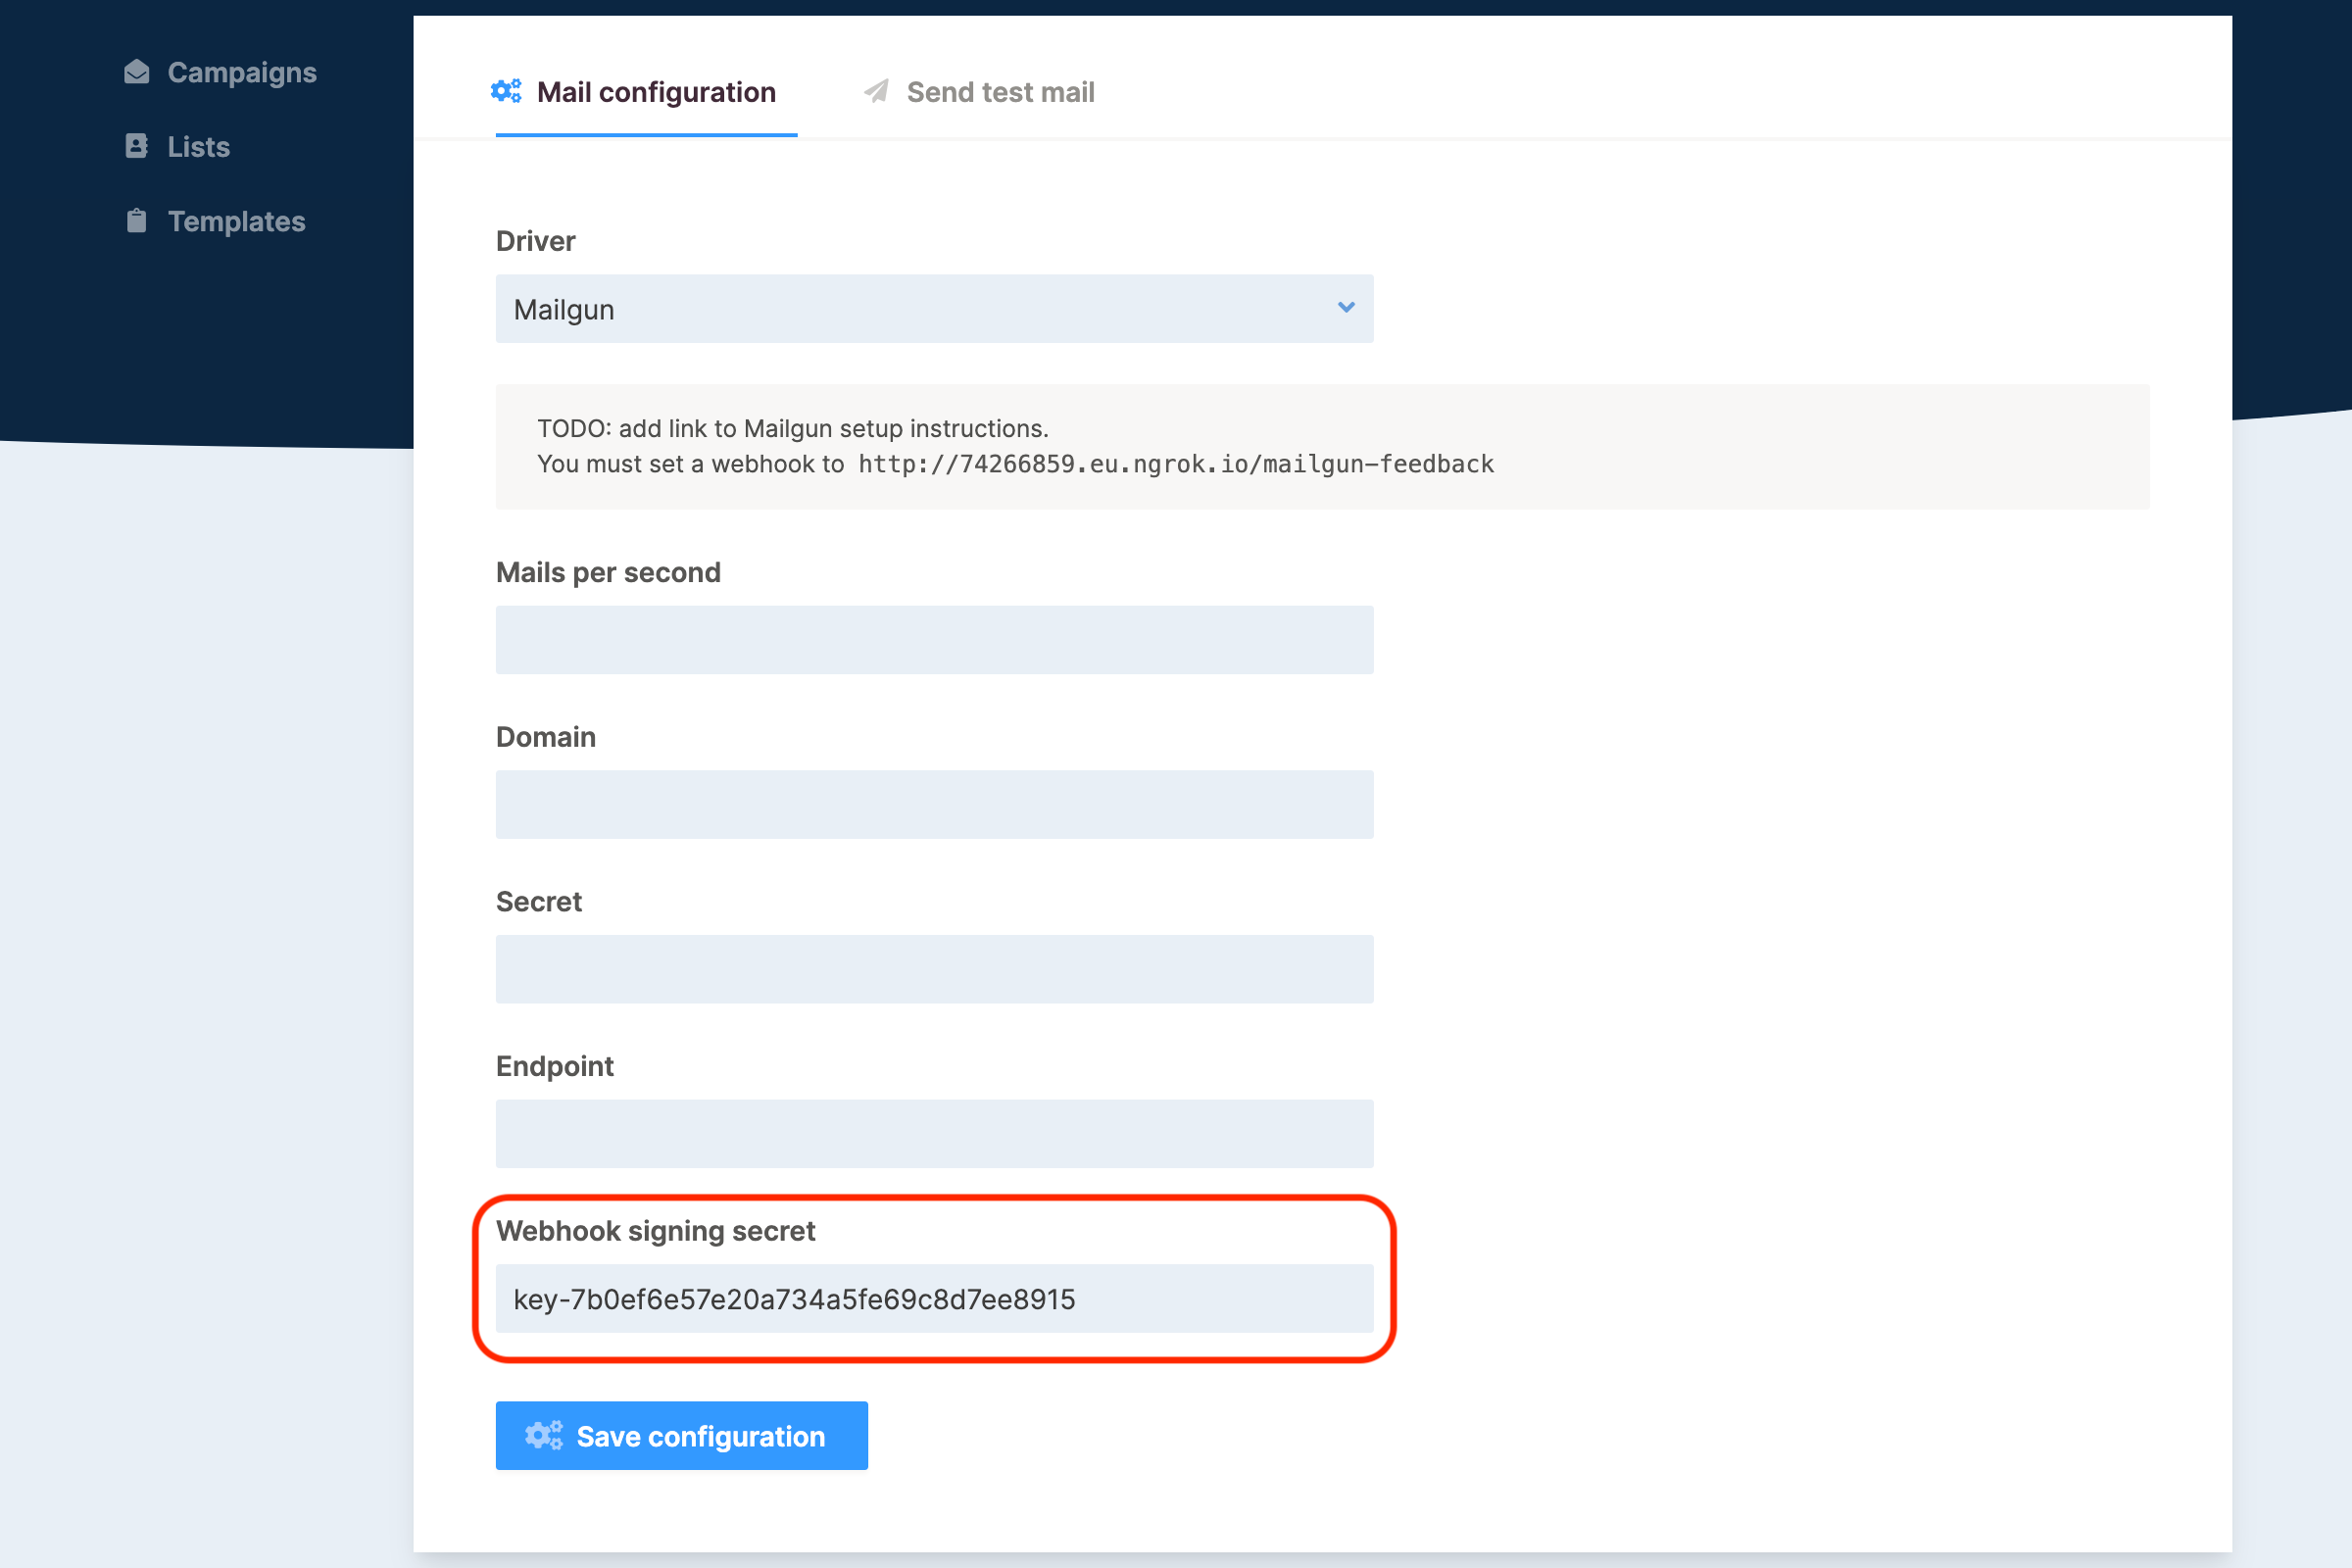 Campaigns
Lists
Templates
Mail configuration
Send test mail
Driver
Mailgun
TODO: add link to Mailgun setup instructions.
You must set a webhook to http://74266859.eu.ngrok.io/mailgun-feedback
Mails per second
Domain
Secret
Endpoint
Webhook signing secret
key-7b0ef6e57e20a734a5fe69c8d7ee8915
Save configuration